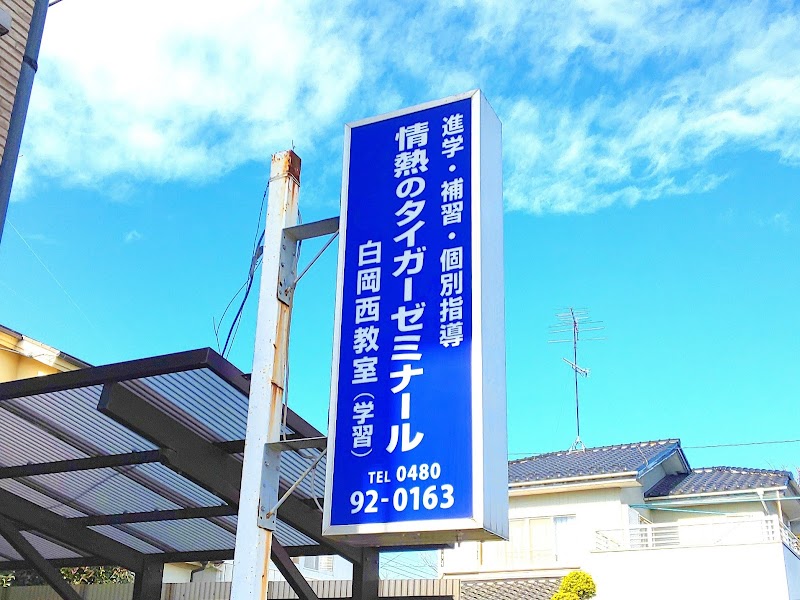 進学・補習・個別指導
情熱のタイガーゼミナール
白岡西教室(学習)
TEL 0480
92-0163